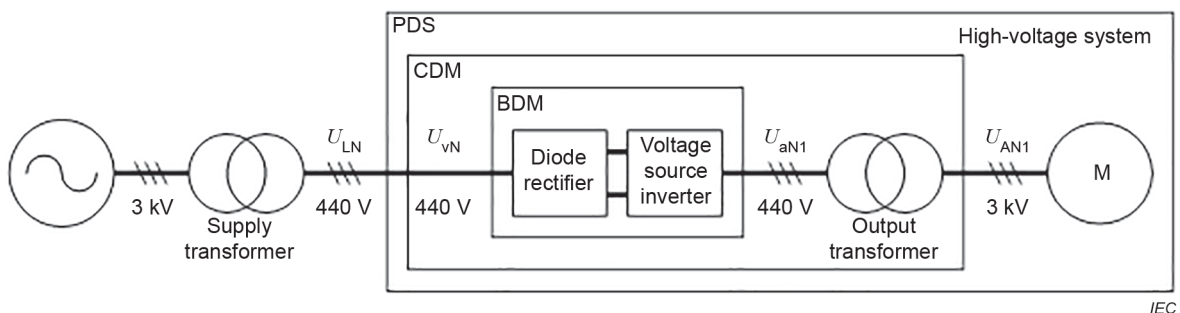 PDS
High-voltage system
CDM
BDM
U_LN
U_vN
Diode
rectifier
Voltage
source
inverter
U_aN1
U_AN1
M
3 kV
440 V
440 V
440 V
3 kV
Supply
transformer
Output
transformer
IEC